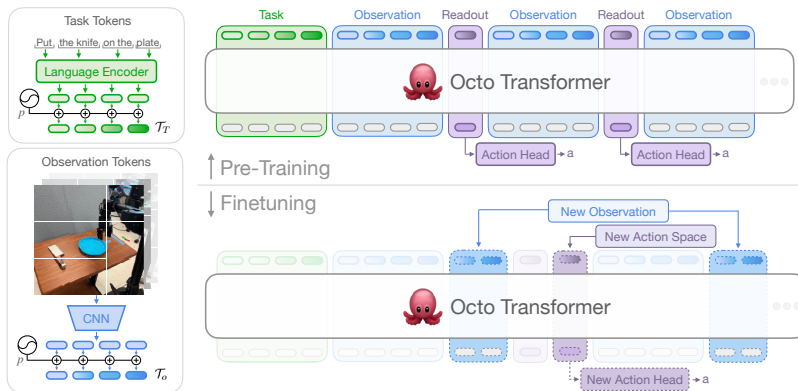 Task Tokens
Put the knife on the plate
Language Encoder
p
𝒯_T
Observation Tokens
CNN
p
𝒯_o
Task Observation Readout Observation Readout Observation
Octo Transformer
Action Head a Action Head a
Pre-Training
Finetuning
New Observation
New Action Space
Octo Transformer
New Action Head a